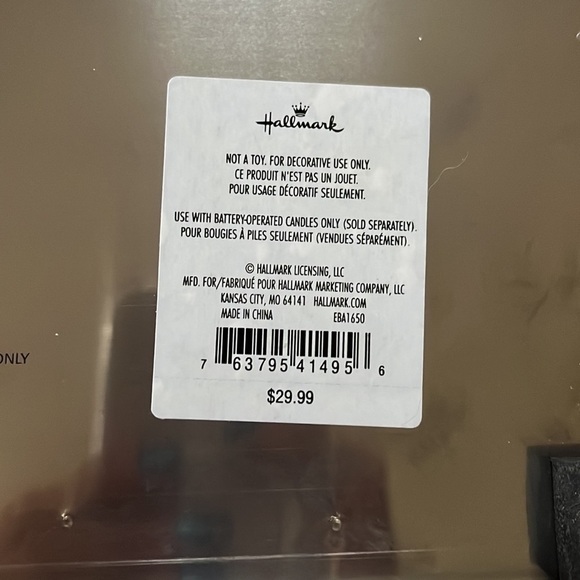 Hallmark
NOT A TOY. FOR DECORATIVE USE ONLY.
CE PRODUIT N'EST PAS UN JOUET.
POUR USAGE DÉCORATIF SEULEMENT.
USE WITH BATTERY-OPERATED CANDLES ONLY (SOLD SEPARATELY).
POUR BOUGIES À PILES SEULEMENT (VENDUES SÉPARÉMENT).
© HALLMARK LICENSING, LLC
MFD. FOR/FABRIQUÉ POUR HALLMARK MARKETING COMPANY, LLC
KANSAS CITY, MO 64141 HALLMARK.COM
MADE IN CHINA EBA1650
7 63795 41495 6
$29.99
ONLY